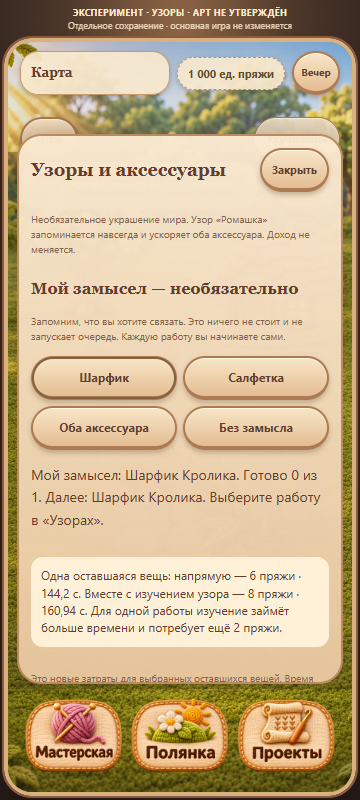 ЭКСПЕРИМЕНТ · УЗОРЫ · АРТ НЕ УТВЕРЖДЁН
Отдельное сохранение · основная игра не изменяется
Карта
1 000 ед. пряжи
Вечер
Узоры и аксессуары
Закрыть
Необязательное украшение мира. Узор «Ромашка»
запоминается навсегда и ускоряет оба аксессуара. Доход не
меняется.
Мой замысел — необязательно
Запомним, что вы хотите связать. Это ничего не стоит и не
запускает очередь. Каждую работу вы начинаете сами.
Шарфик
Салфетка
Оба аксессуара
Без замысла
Мой замысел: Шарфик Кролика. Готово 0 из
1. Далее: Шарфик Кролика. Выберите работу
в «Узорах».
Одна оставшаяся вещь: напрямую — 6 пряжи ·
144,2 с. Вместе с изучением узора — 8 пряжи ·
160,94 с. Для одной работы изучение займёт
больше времени и потребует ещё 2 пряжи.
Это новые затраты для выбранных оставшихся вещей. Время
Мастерская
Полянка
Проекты